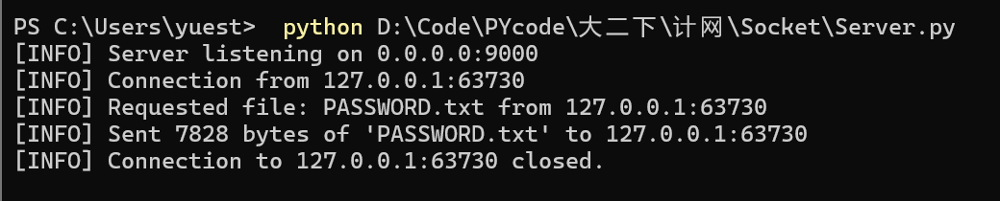 PS C:\Users\yuest>  python D:\Code\PYcode\大二下\计网\Socket\Server.py
[INFO] Server listening on 0.0.0.0:9000
[INFO] Connection from 127.0.0.1:63730
[INFO] Requested file: PASSWORD.txt from 127.0.0.1:63730
[INFO] Sent 7828 bytes of 'PASSWORD.txt' to 127.0.0.1:63730
[INFO] Connection to 127.0.0.1:63730 closed.